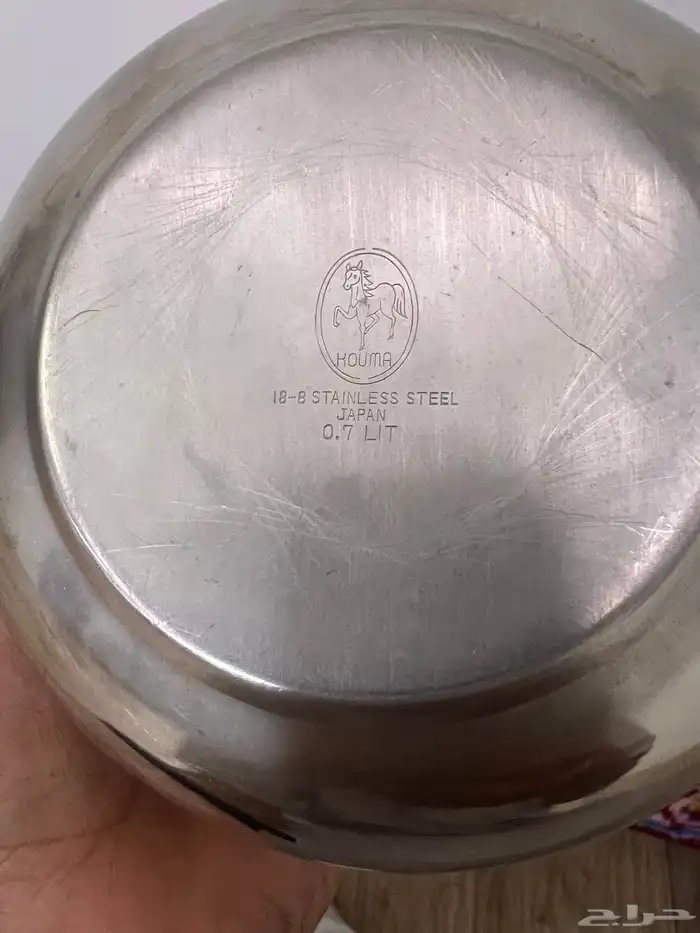 KOUMA
18-8 STAINLESS STEEL
JAPAN
0.7 LIT
حراج